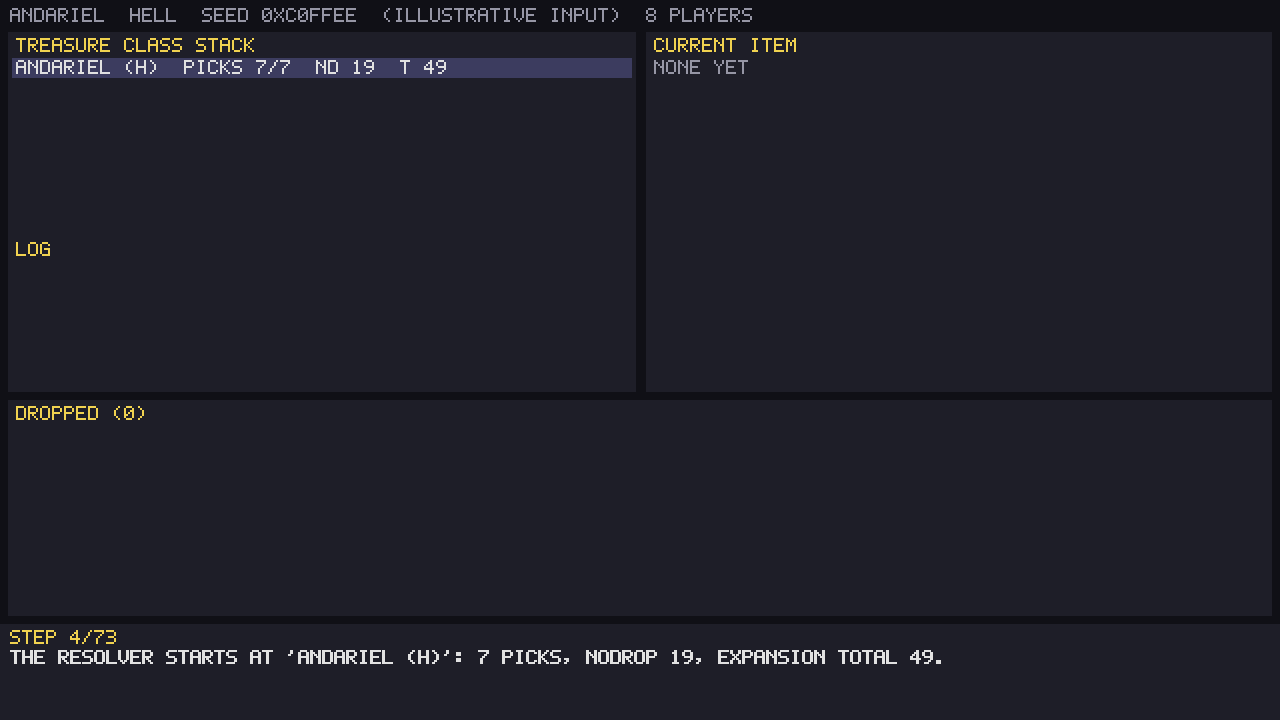 ANDARIEL  HELL  SEED 0XC0FFEE  (ILLUSTRATIVE INPUT)  8 PLAYERS
TREASURE CLASS STACK
ANDARIEL (H)  PICKS 7/7  ND 19  T 49
LOG
CURRENT ITEM
NONE YET
DROPPED (0)
STEP 4/73
THE RESOLVER STARTS AT 'ANDARIEL (H)': 7 PICKS, NODROP 19, EXPANSION TOTAL 49.